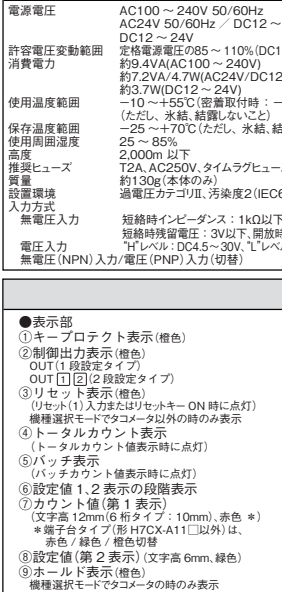 電源電圧 AC100～240V 50/60Hz
AC24V 50/60Hz／DC12～
DC12～24V
許容電圧変動範囲 定格電源電圧の85～110%(DC1
消費電力 約9.4VA(AC100～240V)
約7.2VA/4.7W(AC24V/DC12
約3.7W(DC12～24V)
使用温度範囲 －10～+55℃(密着取付時：－
(ただし、氷結、結露しないこと)
保存温度範囲 －25～+70℃(ただし、氷結、結
使用周囲湿度 25～85%
高度 2,000m 以下
推奨ヒューズ T2A、AC250V、タイムラグヒュー
質量 約130g(本体のみ)
設置環境 過電圧カテゴリⅡ、汚染度2(IEC6
入力方式
無電圧入力 短絡時インピーダンス：1kΩ以下
短絡時残留電圧：3V以下、開放時
電圧入力 "H"レベル：DC4.5～30V、"L"レベ
無電圧(NPN)入力/電圧(PNP)入力(切替)
●表示部
①キープロテクト表示(橙色)
②制御出力表示(橙色)
OUT(1段設定タイプ)
OUT 1 2 (2段設定タイプ)
③リセット表示(橙色)
(リセット(1)入力またはリセットキーON時に点灯)
機種選択モードでタコメータ以外の時のみ表示
④トータルカウント表示
(トータルカウント値表示時に点灯)
⑤バッチ表示
(バッチカウント値表示時に点灯)
⑥設定値1、2表示の段階表示
⑦カウント値(第1表示)
(文字高12mm(6桁タイプ：10mm)、赤色 ＊)
＊端子台タイプ(形H7CX-A11□以外)は、
赤色/緑色/橙色切替
⑧設定値(第2表示)(文字高6mm、緑色)
⑨ホールド表示(橙色)
機種選択モードでタコメータの時のみ表示